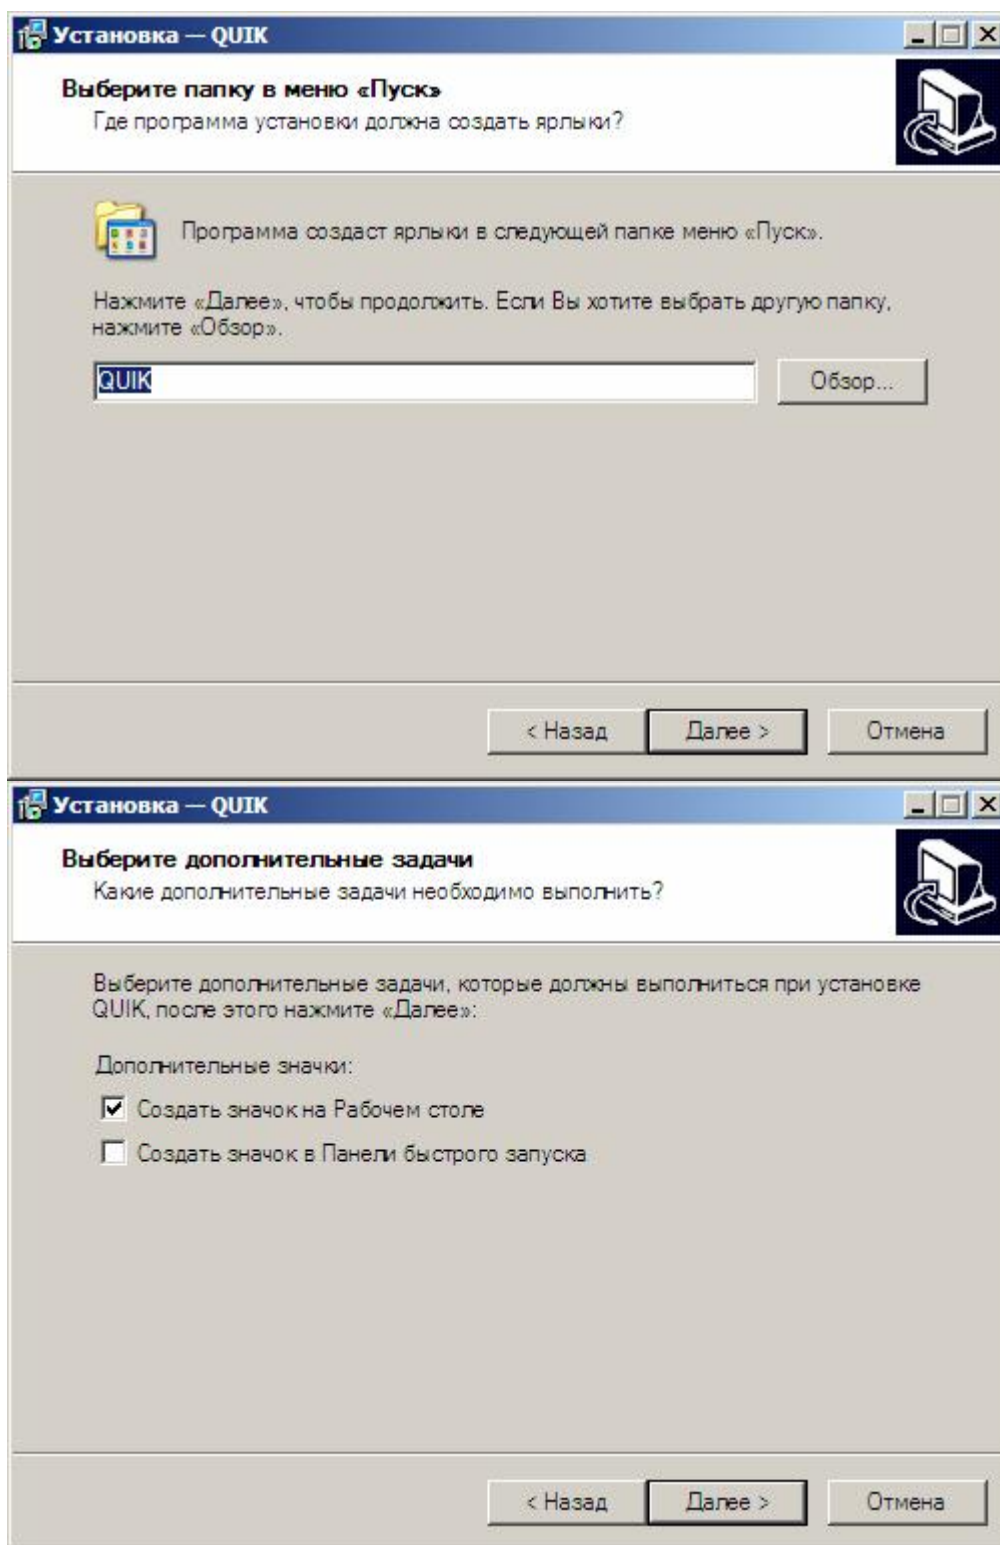 Установка — QUIK
Выберите папку в меню «Пуск»
Где программа установки должна создать ярлыки?
Программа создаст ярлыки в следующей папке меню «Пуск».
Нажмите «Далее», чтобы продолжить. Если Вы хотите выбрать другую папку,
нажмите «Обзор».
QUIK
Обзор...
< Назад
Далее >
Отмена
Установка — QUIK
Выберите дополнительные задачи
Какие дополнительные задачи необходимо выполнить?
Выберите дополнительные задачи, которые должны выполниться при установке
QUIK, после этого нажмите «Далее»:
Дополнительные значки:
Создать значок на Рабочем столе
Создать значок в Панели быстрого запуска
< Назад
Далее >
Отмена